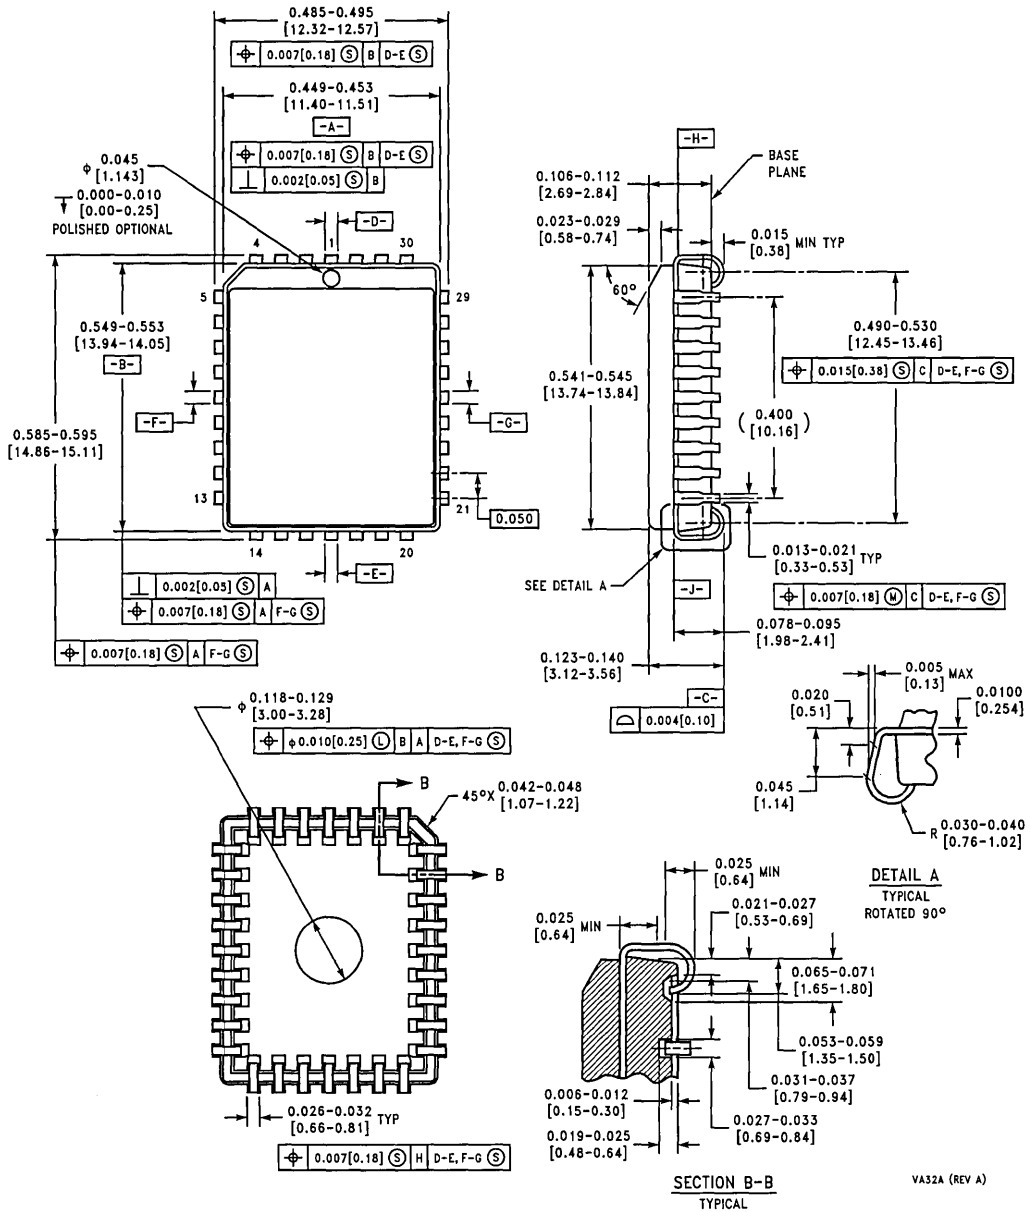 0.485-0.495
[12.32-12.57]
⌖ 0.007[0.18] Ⓢ B D-E Ⓢ
0.449-0.453
[11.40-11.51]
-A-
⌖ 0.007[0.18] Ⓢ B D-E Ⓢ
⊥ 0.002[0.05] Ⓢ B
ϕ 0.045
[1.143]
0.000-0.010
[0.00-0.25]
POLISHED OPTIONAL
-D-
4 1 30
5
29
0.549-0.553
[13.94-14.05]
-B-
-F-
-G-
0.585-0.595
[14.86-15.11]
13
21
0.050
14
20
-E-
⊥ 0.002[0.05] Ⓢ A
⌖ 0.007[0.18] Ⓢ A F-G Ⓢ
⌖ 0.007[0.18] Ⓢ A F-G Ⓢ
-H-
BASE
PLANE
0.106-0.112
[2.69-2.84]
0.023-0.029
[0.58-0.74]
0.015
[0.38] MIN TYP
60°
0.490-0.530
[12.45-13.46]
⌖ 0.015[0.38] Ⓢ C D-E, F-G Ⓢ
0.541-0.545
[13.74-13.84]
( 0.400 )
[10.16]
0.013-0.021
[0.33-0.53] TYP
SEE DETAIL A
-J-
⌖ 0.007[0.18] Ⓜ C D-E, F-G Ⓢ
0.078-0.095
[1.98-2.41]
0.123-0.140
[3.12-3.56]
-C-
⌓ 0.004[0.10]
0.005
[0.13] MAX
0.020
[0.51]
0.0100
[0.254]
0.045
[1.14]
R 0.030-0.040
[0.76-1.02]
DETAIL A
TYPICAL
ROTATED 90°
ϕ 0.118-0.129
[3.00-3.28]
⌖ ϕ0.010[0.25] Ⓛ B A D-E, F-G Ⓢ
B
45°X 0.042-0.048
[1.07-1.22]
B
0.026-0.032
[0.66-0.81] TYP
⌖ 0.007[0.18] Ⓢ H D-E, F-G Ⓢ
0.025
[0.64] MIN
0.021-0.027
[0.53-0.69]
0.025
[0.64] MIN
0.065-0.071
[1.65-1.80]
0.053-0.059
[1.35-1.50]
0.031-0.037
[0.79-0.94]
0.006-0.012
[0.15-0.30]
0.027-0.033
[0.69-0.84]
0.019-0.025
[0.48-0.64]
SECTION B-B
TYPICAL
VA32A (REV A)